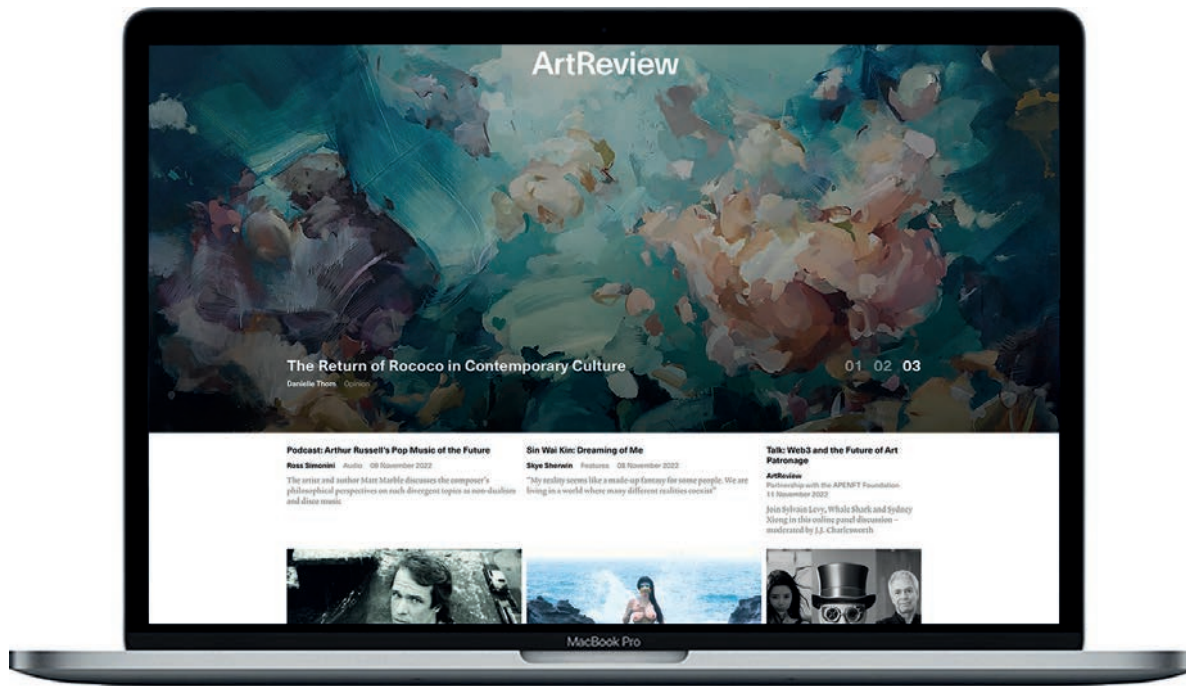 ArtReview
The Return of Rococo in Contemporary Culture
01 02 03
Danielle Thom Opinion
Podcast: Arthur Russell's Pop Music of the Future
Ross Simonini Audio 08 November 2022
The artist and author Matt Marble discusses the composer's
philosophical perspectives on such divergent topics as non-dualism
and disco music
Sin Wai Kin: Dreaming of Me
Skye Sherwin Features 08 November 2022
“My reality seems like a made-up fantasy for some people. We are
living in a world where many different realities coexist”
Talk: Web3 and the Future of Art
Patronage
ArtReview
Partnership with the APENFT Foundation
11 November 2022
Join Sylvain Levy, Whale Shark and Sydney
Xiong in this online panel discussion –
moderated by J.J. Charlesworth
MacBook Pro